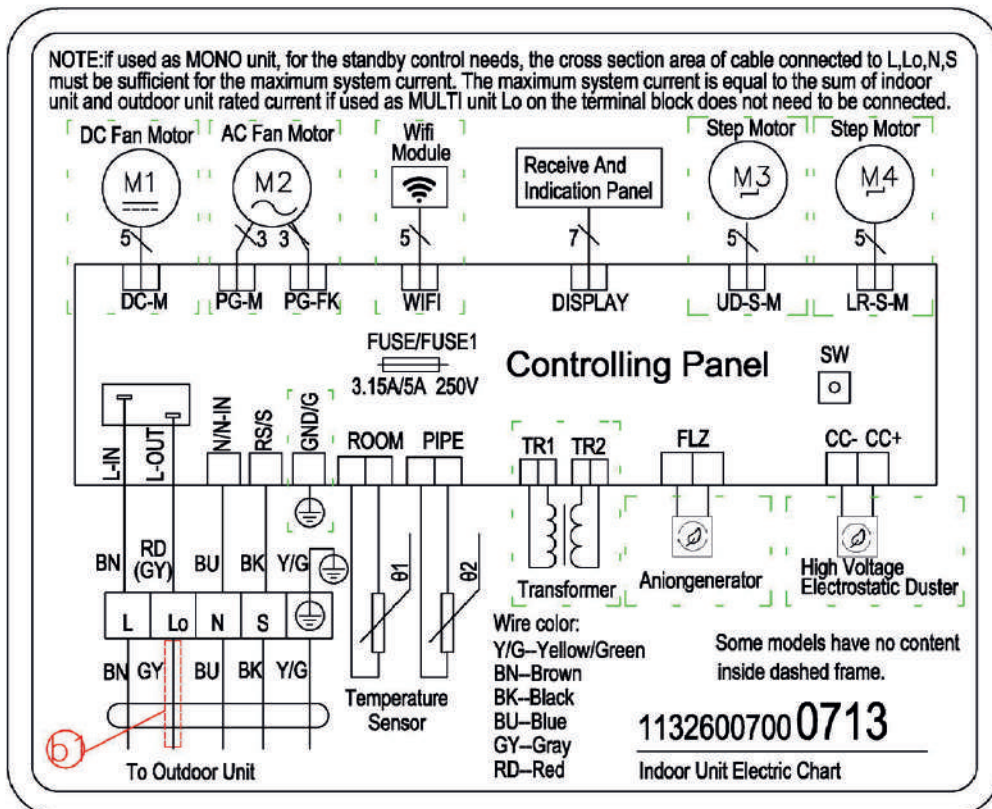 NOTE:if used as MONO unit, for the standby control needs, the cross section area of cable connected to L,Lo,N,S
must be sufficient for the maximum system current. The maximum system current is equal to the sum of indoor
unit and outdoor unit rated current if used as MULTI unit Lo on the terminal block does not need to be connected.
DC Fan Motor
AC Fan Motor
Wifi
Module
Receive And
Indication Panel
Step Motor
Step Motor
M1
M2
M3
M4
5
3
3
5
7
5
5
DC-M
PG-M
PG-FK
WIFI
DISPLAY
UD-S-M
LR-S-M
FUSE/FUSE1
3.15A/5A 250V
Controlling Panel
SW
L-IN
L-OUT
N/N-IN
RS/S
GND/G
ROOM
PIPE
TR1
TR2
FLZ
CC- CC+
BN
RD
(GY)
BU
BK
Y/G
θ1
θ2
Transformer
Aniongenerator
High Voltage
Electrostatic Duster
L
Lo
N
S
BN
GY
BU
BK
Y/G
Temperature
Sensor
b1
To Outdoor Unit
Wire color:
Y/G--Yellow/Green
BN--Brown
BK--Black
BU--Blue
GY--Gray
RD--Red
Some models have no content
inside dashed frame.
1132600700 0713
Indoor Unit Electric Chart